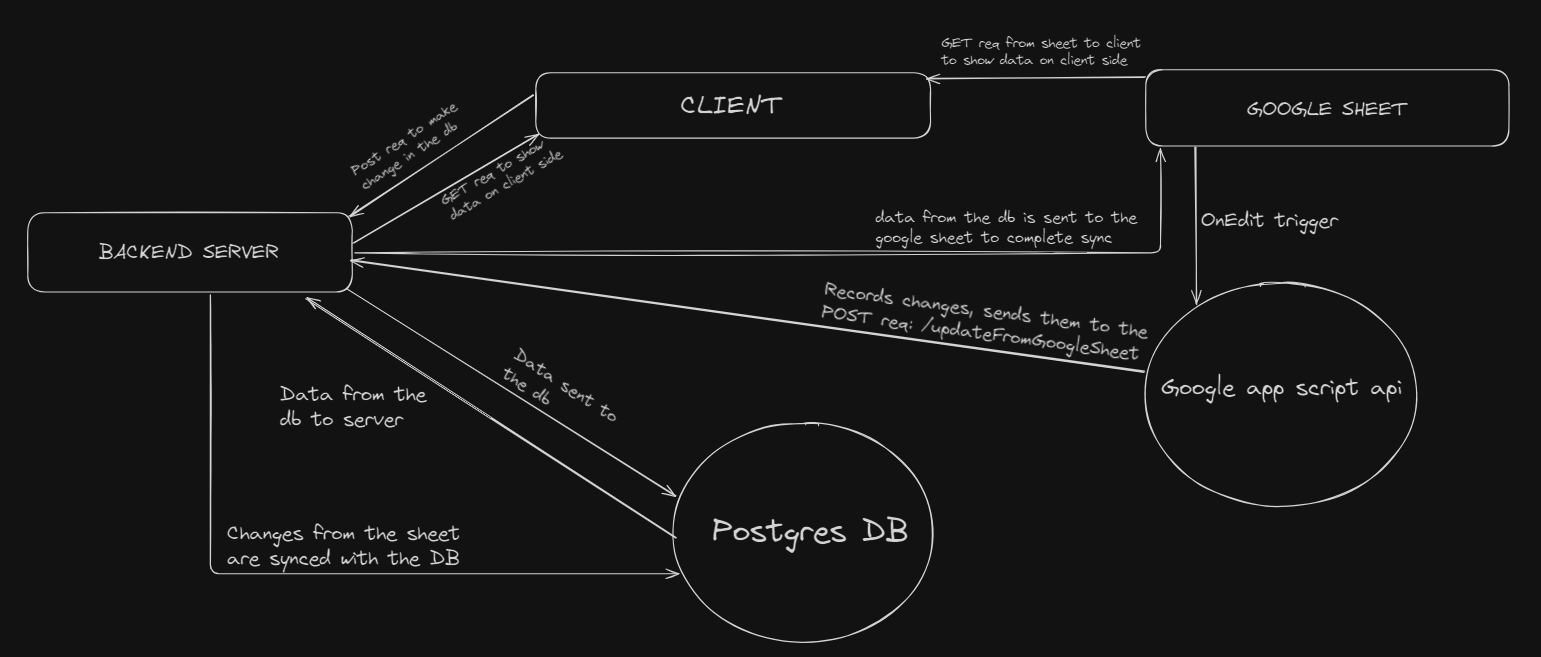 GET req from sheet to client
to show data on client side
CLIENT
GOOGLE SHEET
Post req to make
change in the db
GET req to show
data on client side
BACKEND SERVER
data from the db is sent to the
google sheet to complete sync
OnEdit trigger
Records changes, sends them to the
POST req: /updateFromGoogleSheet
Google app script api
Data sent to
the db
Data from the
db to server
Postgres DB
Changes from the sheet
are synced with the DB